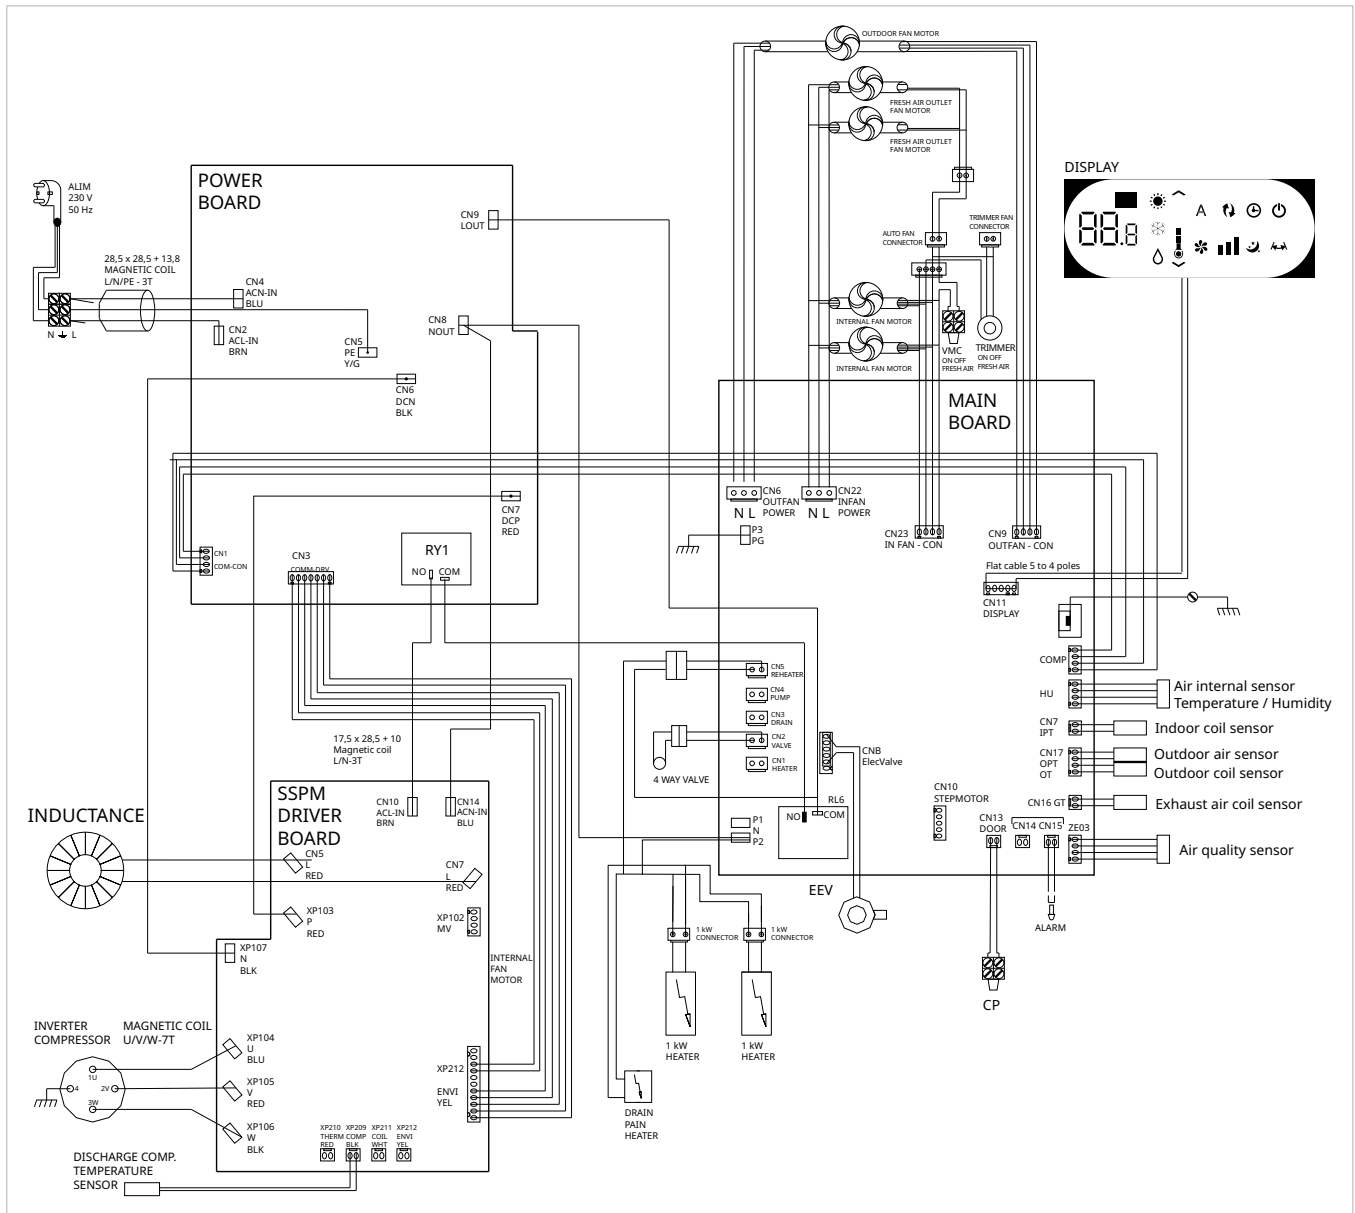 OUTDOOR FAN MOTOR
FRESH AIR OUTLET
FAN MOTOR
FRESH AIR OUTLET
FAN MOTOR
DISPLAY
88.8
A
ALIM
230 V
50 Hz
POWER
BOARD
CN9
LOUT
TRIMMER FAN
CONNECTOR
AUTO FAN
CONNECTOR
28,5 x 28,5 + 13,8
MAGNETIC COIL
L/N/PE - 3T
CN4
ACN-IN
BLU
N
L
CN2
ACL-IN
BRN
CN8
NOUT
CN5
PE
Y/G
CN6
DCN
BLK
INTERNAL FAN MOTOR
INTERNAL FAN MOTOR
VMC
ON OFF
FRESH AIR
TRIMMER
ON OFF
FRESH AIR
MAIN
BOARD
CN6
OUTFAN
POWER
N L
CN22
INFAN
POWER
N L
P3
PG
CN23
IN FAN - CON
CN9
OUTFAN - CON
CN7
DCP
RED
RY1
NO
COM
CN1
COM-CON
CN3
COMM-DRV
Flat cable 5 to 4 poles
CN11
DISPLAY
COMP
HU
Air internal sensor
Temperature / Humidity
CN7
IPT
Indoor coil sensor
CN17
OPT
OT
Outdoor air sensor
Outdoor coil sensor
CN16 GT
Exhaust air coil sensor
CN5
REHEATER
CN4
PUMP
CN3
DRAIN
CN2
VALVE
CN1
HEATER
4 WAY VALVE
CNB
ElecValve
17,5 x 28,5 + 10
Magnetic coil
L/N-3T
SSPM
DRIVER
BOARD
CN10
ACL-IN
BRN
CN14
ACN-IN
BLU
RL6
NO
COM
P1
N
P2
CN10
STEPMOTOR
CN13
DOOR
CN14
CN15
ZE03
Air quality sensor
INDUCTANCE
CN5
L
RED
CN7
L
RED
EEV
ALARM
CP
XP103
P
RED
XP102
MV
XP107
N
BLK
INTERNAL
FAN
MOTOR
1 kW
CONNECTOR
1 kW
CONNECTOR
1 kW
HEATER
1 kW
HEATER
INVERTER
COMPRESSOR
MAGNETIC COIL
U/V/W-7T
XP104
U
BLU
1U
4
2V
3W
XP105
V
RED
XP106
W
BLK
XP212
ENVI
YEL
DRAIN
PAIN
HEATER
XP210
THERM
RED
XP209
COMP
BLK
XP211
COIL
WHT
XP212
ENVI
YEL
DISCHARGE COMP.
TEMPERATURE
SENSOR